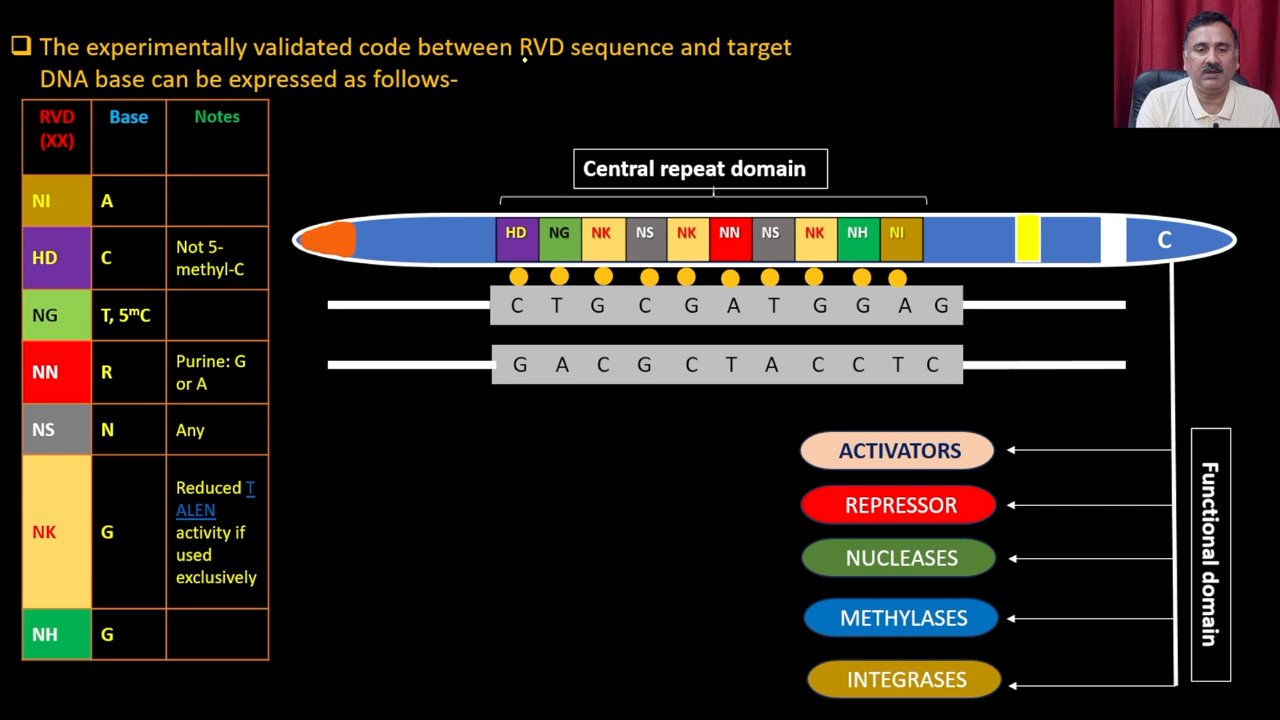 The experimentally validated code between RVD sequence and target
DNA base can be expressed as follows-
RVD (XX) Base Notes
NI A
HD C Not 5-methyl-C
NG T, 5ᵐC
NN R Purine: G or A
NS N Any
NK G Reduced TALEN activity if used exclusively
NH G
Central repeat domain
HD NG NK NS NK NN NS NK NH NI
C
C T G C G A T G G A G
G A C G C T A C C T C
ACTIVATORS
REPRESSOR
NUCLEASES
METHYLASES
INTEGRASES
Functional domain